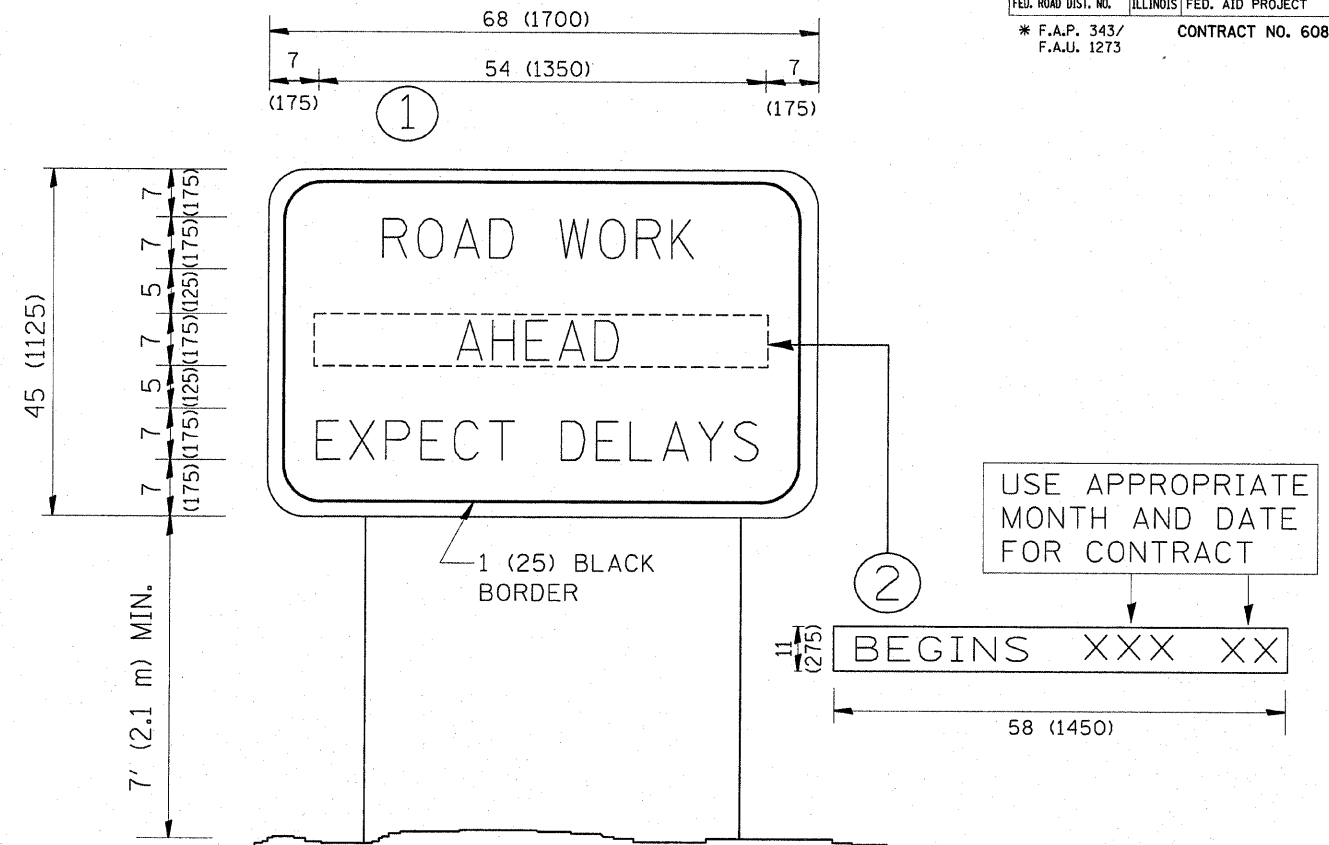 FED. ROAD DIST. NO. ILLINOIS FED. AID PROJECT
* F.A.P. 343/ CONTRACT NO. 608
F.A.U. 1273
68 (1700)
7 54 (1350) 7
(175) (175)
1
45 (1125)
7 (175)
7 (175)
5 (125)
7 (175)
5 (125)
7 (175)
7 (175)
7' (2.1 m) MIN.
ROAD WORK
AHEAD
EXPECT DELAYS
1 (25) BLACK
BORDER
2
USE APPROPRIATE
MONTH AND DATE
FOR CONTRACT
11 (275)
BEGINS XXX XX
58 (1450)